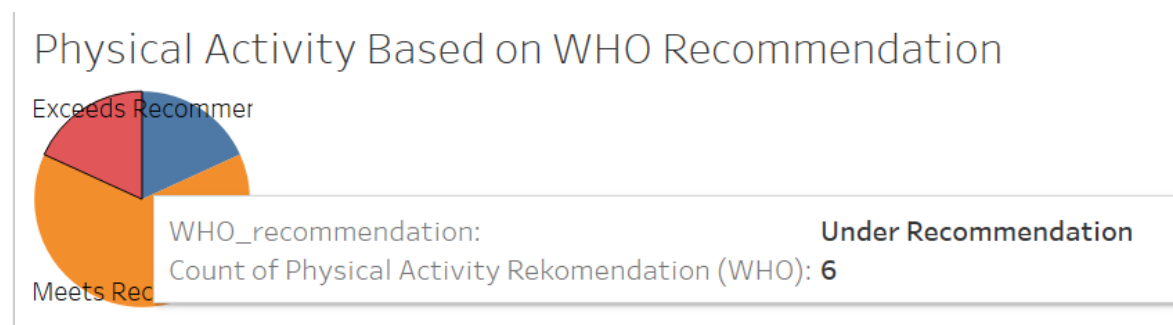 Physical Activity Based on WHO Recommendation
Exceeds Recommer
WHO_recommendation: Under Recommendation
Count of Physical Activity Rekomendation (WHO): 6
Meets Rec